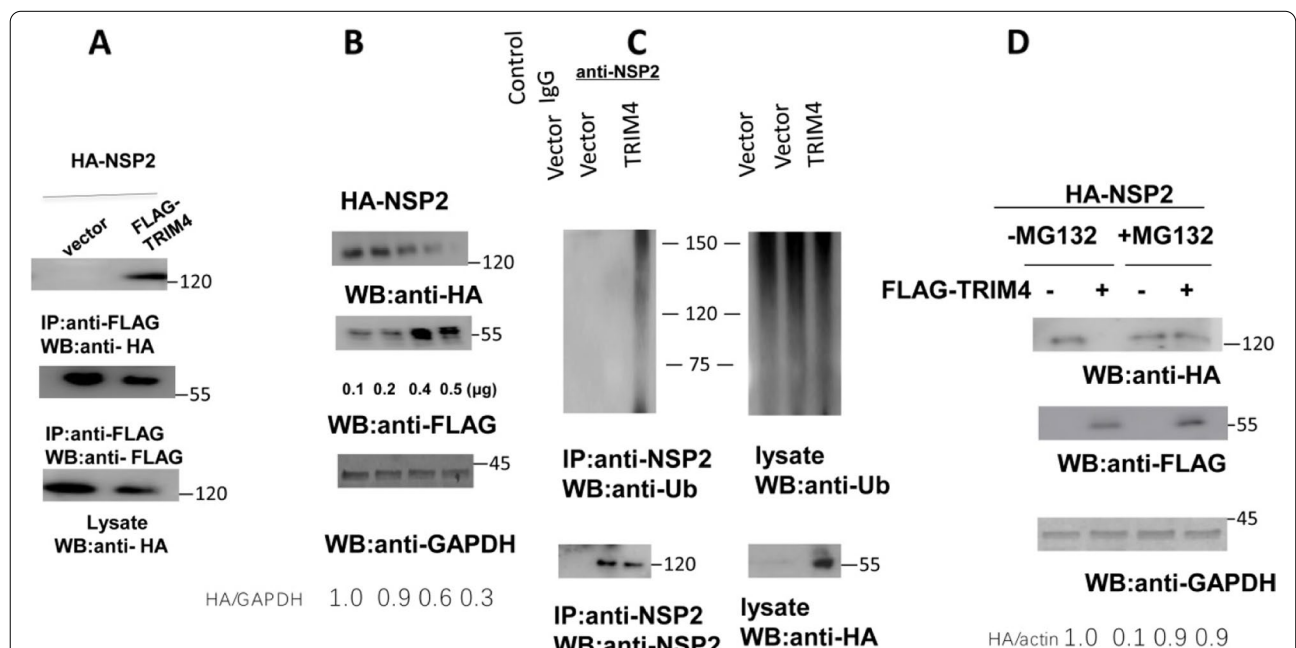 A
HA-NSP2
vector
FLAG-
TRIM4
–120
IP:anti-FLAG
WB:anti- HA
–55
IP:anti-FLAG
WB:anti- FLAG
–120
Lysate
WB:anti- HA
B
HA-NSP2
–120
WB:anti-HA
-55
0.1 0.2 0.4 0.5 (μg)
WB:anti-FLAG
–45
WB:anti-GAPDH
HA/GAPDH 1.0 0.9 0.6 0.3
C
Control
IgG
anti-NSP2
Vector
Vector
TRIM4
Vector
Vector
TRIM4
— 150 —
— 120 —
— 75 —
IP:anti-NSP2
WB:anti-Ub
lysate
WB:anti-Ub
–120
IP:anti-NSP2
WB:anti-NSP2
–55
lysate
WB:anti-HA
D
HA-NSP2
-MG132 +MG132
FLAG-TRIM4 - + - +
–120
WB:anti-HA
–55
WB:anti-FLAG
–45
WB:anti-GAPDH
HA/actin 1.0 0.1 0.9 0.9